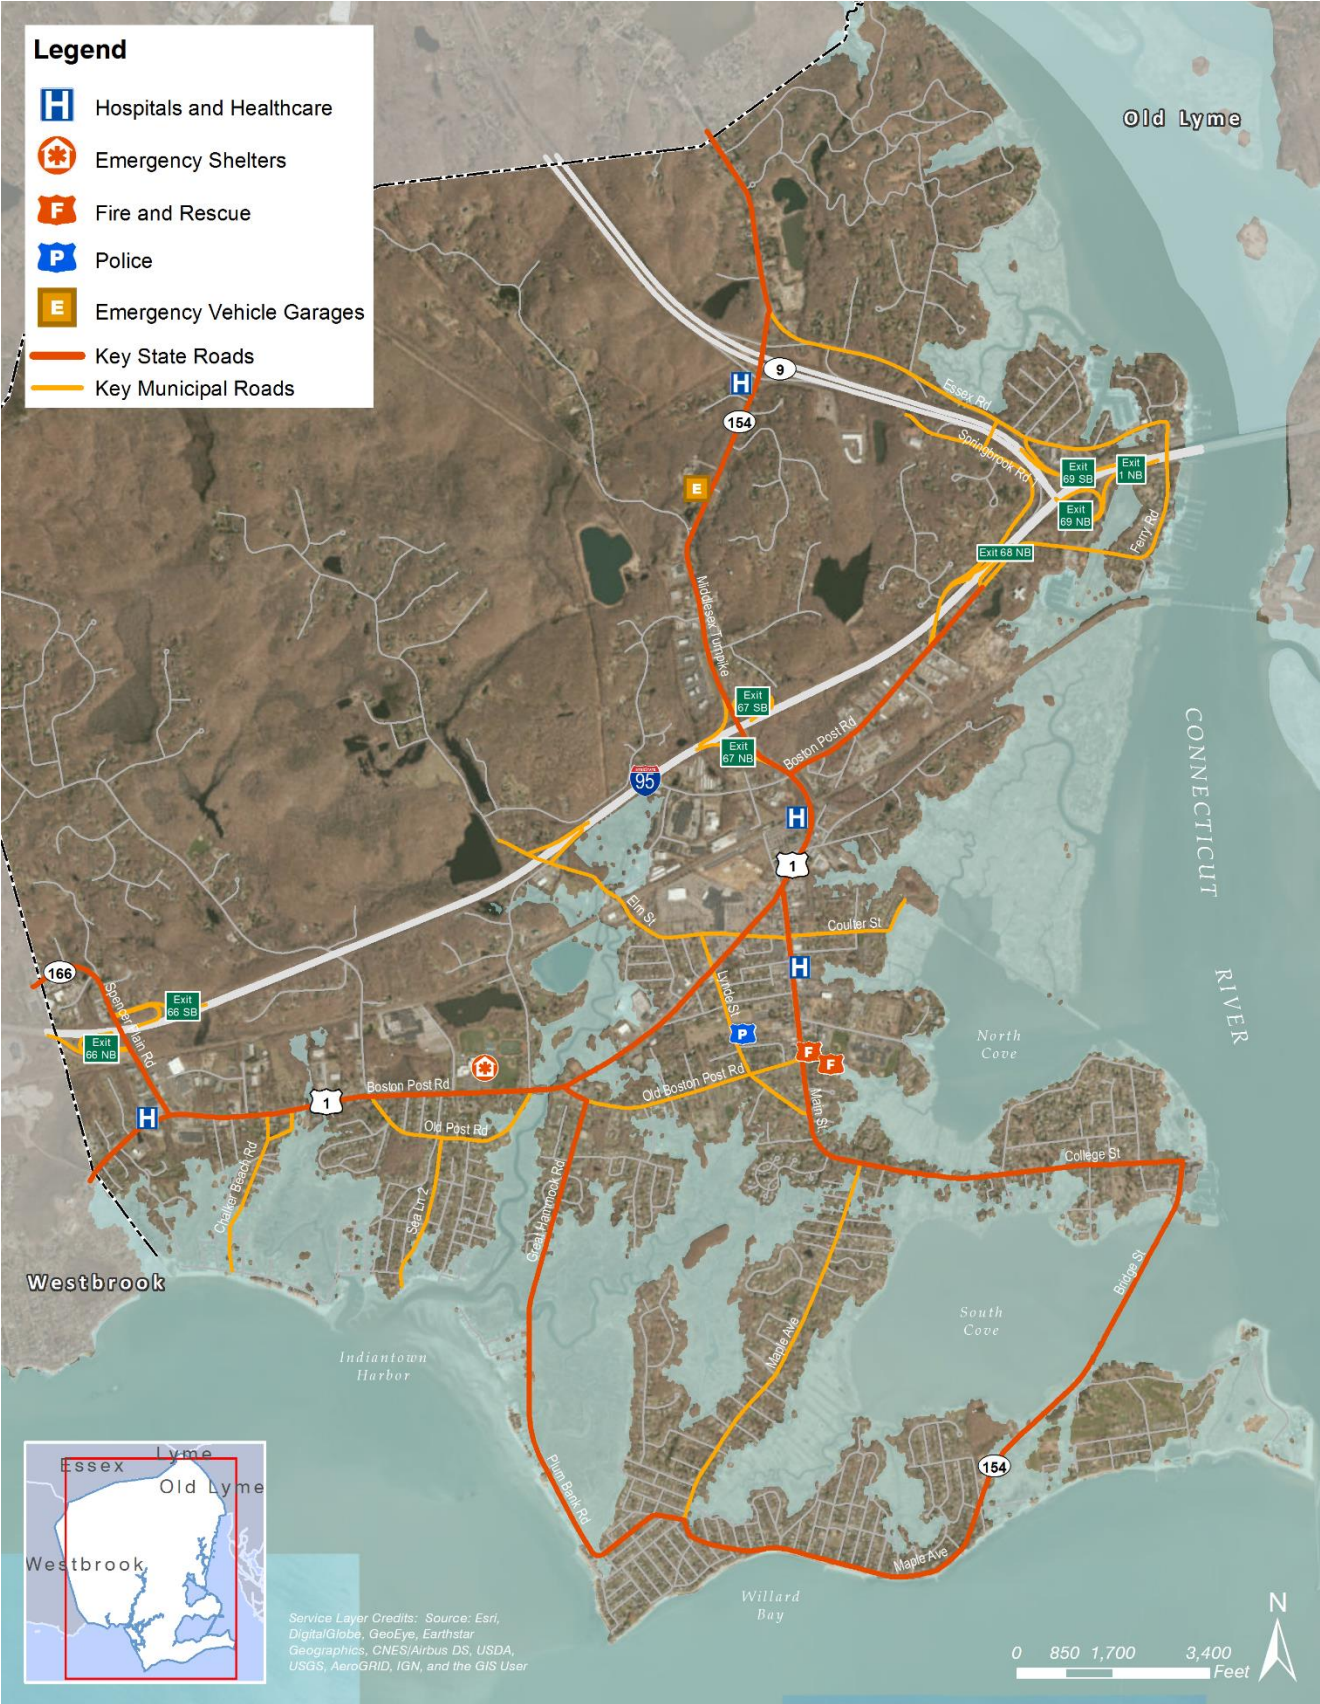 Legend
Hospitals and Healthcare
Emergency Shelters
F Fire and Rescue
P Police
E Emergency Vehicle Garages
Key State Roads
Key Municipal Roads
Old Lyme
9
H
154
Essex Rd
Springbrook Rd
Exit
69 SB
Exit
1 NB
Exit
69 NB
E
Ferry Rd
Exit 68 NB
Middlesex Turnpike
Exit
67 SB
Exit
67 NB
Boston Post Rd
95
H
1
CONNECTICUT
RIVER
Elm St
Coulter St
H
166
Spencer Plain Rd
Exit
66 SB
Exit
66 NB
Lynde St
P
F
F
North
Cove
Boston Post Rd
1
H
Old Boston Post Rd
Main St
Old Post Rd
College St
Chalker Beach Rd
Sea Ln 2
Great Hammock Rd
Westbrook
Bridge St
South
Cove
Maple Ave
Indiantown
Harbor
Plum Bank Rd
154
Maple Ave
Willard
Bay
Lyme
Essex
Old Lyme
Westbrook
Service Layer Credits: Source: Esri,
DigitalGlobe, GeoEye, Earthstar
Geographics, CNES/Airbus DS, USDA,
USGS, AeroGRID, IGN, and the GIS User
N
0 850 1,700 3,400
Feet